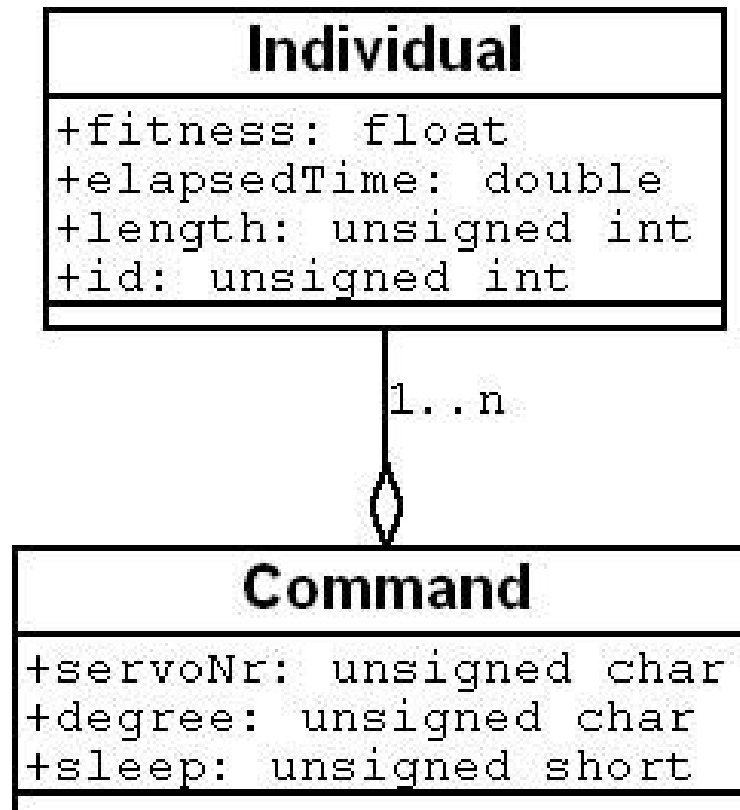 Individual
+fitness: float
+elapsedTime: double
+length: unsigned int
+id: unsigned int
1..n
Command
+servoNr: unsigned char
+degree: unsigned char
+sleep: unsigned short